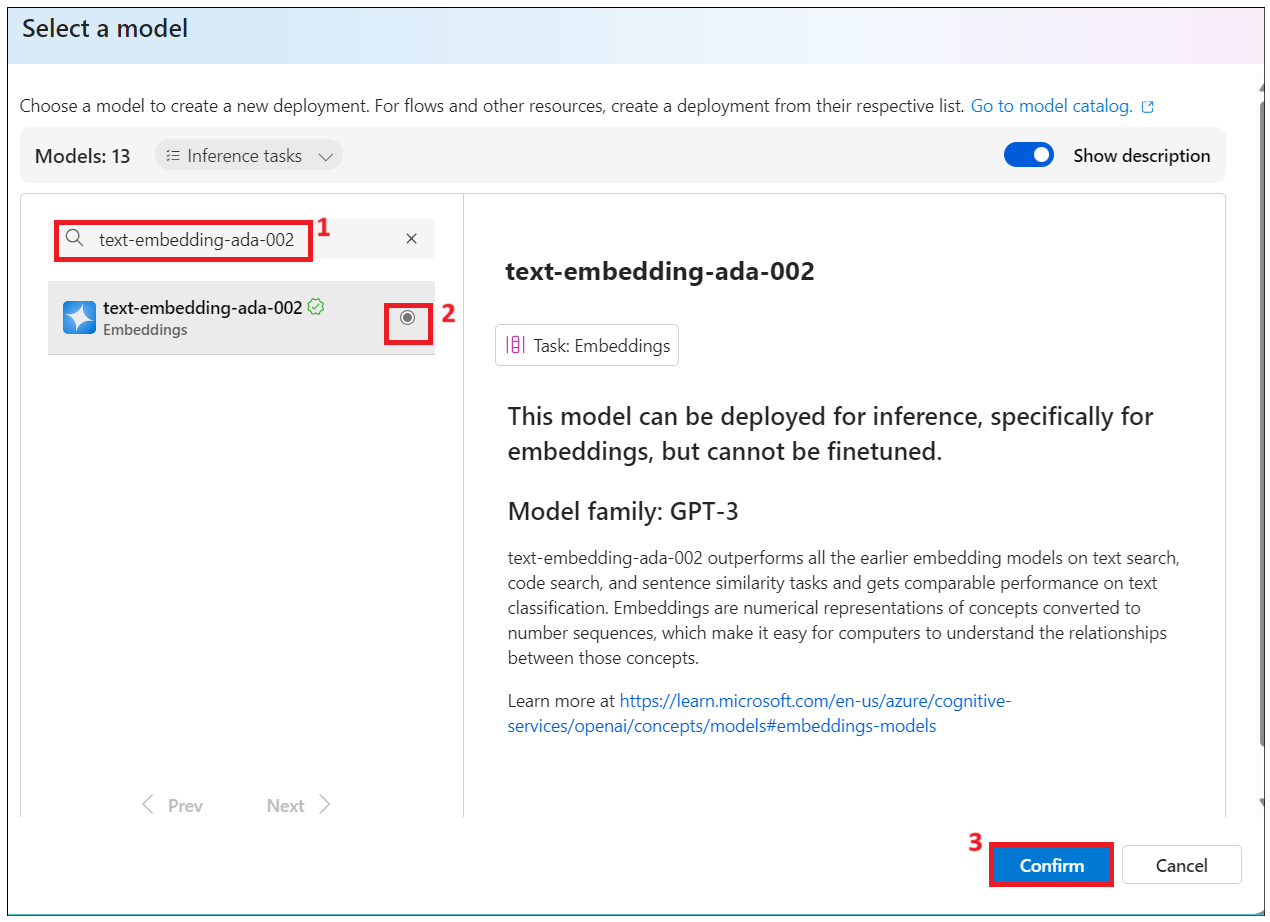 Select a model
Choose a model to create a new deployment. For flows and other resources, create a deployment from their respective list. Go to model catalog.
Models: 13 Inference tasks Show description
text-embedding-ada-002 1
text-embedding-ada-002
Embeddings
2
text-embedding-ada-002
Task: Embeddings
This model can be deployed for inference, specifically for
embeddings, but cannot be finetuned.
Model family: GPT-3
text-embedding-ada-002 outperforms all the earlier embedding models on text search,
code search, and sentence similarity tasks and gets comparable performance on text
classification. Embeddings are numerical representations of concepts converted to
number sequences, which make it easy for computers to understand the relationships
between those concepts.
Learn more at https://learn.microsoft.com/en-us/azure/cognitive-
services/openai/concepts/models#embeddings-models
Prev Next
3
Confirm Cancel